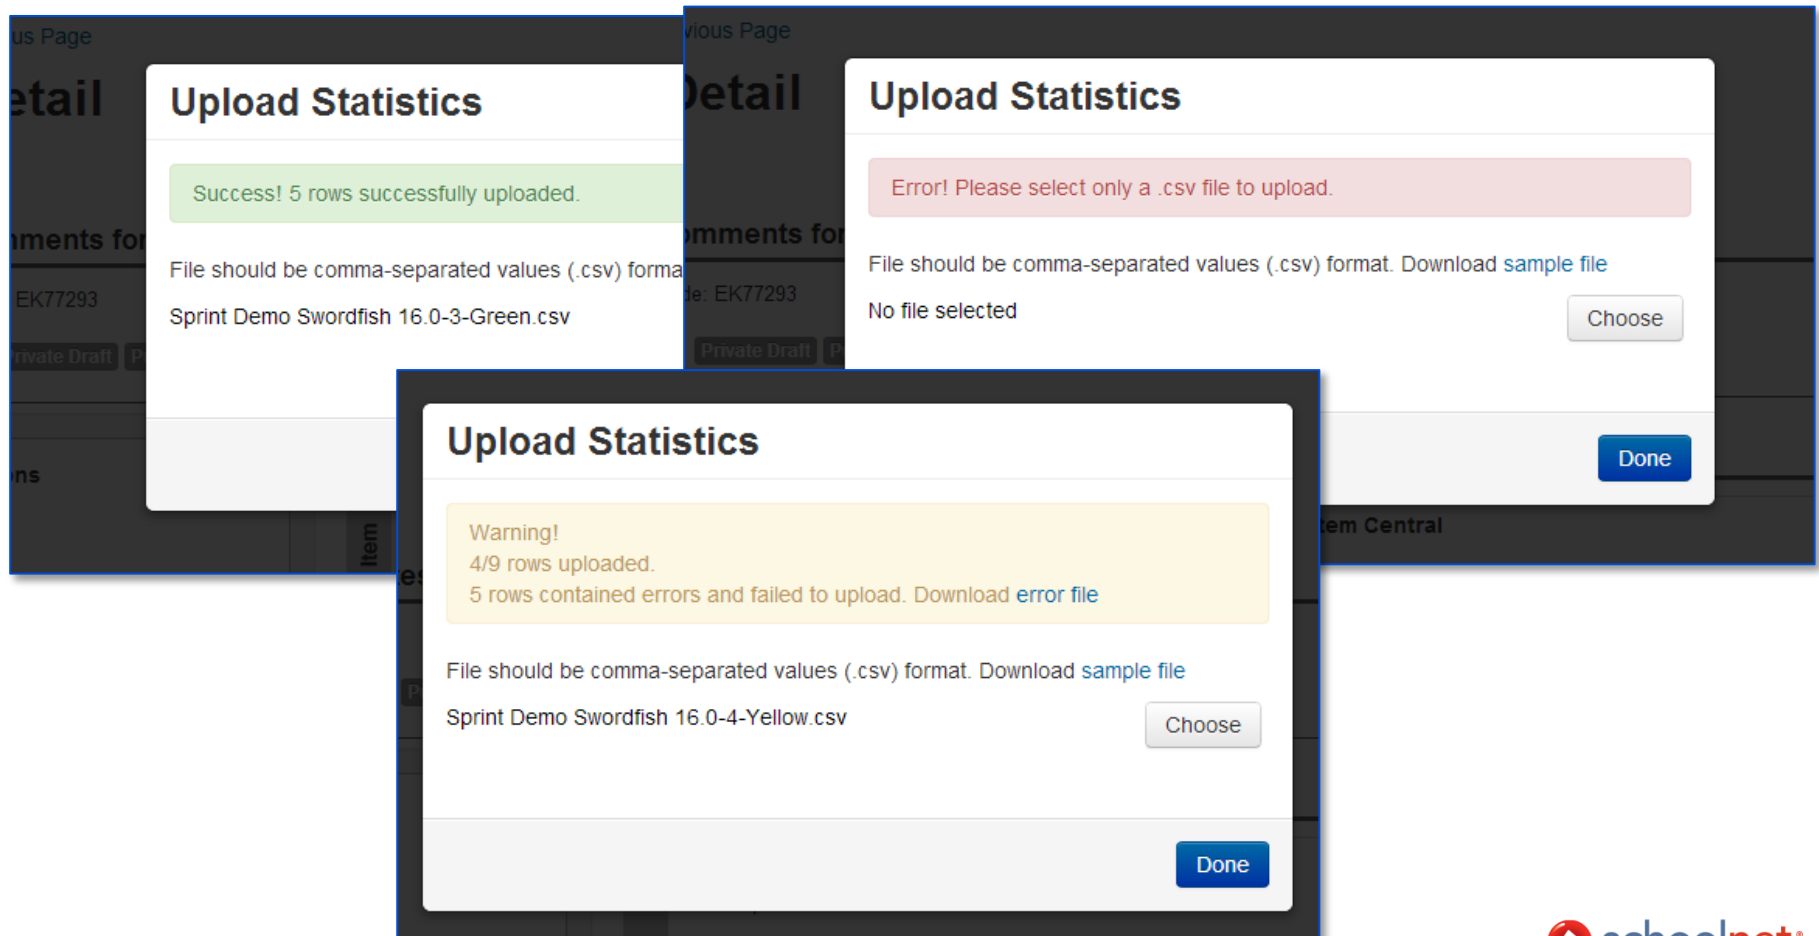 us Page
etail
Upload Statistics
Success! 5 rows successfully uploaded.
mments for
File should be comma-separated values (.csv) forma
EK77293
Sprint Demo Swordfish 16.0-3-Green.csv
Private Draft P
ns
Item
vious Page
Detail
Upload Statistics
Error! Please select only a .csv file to upload.
omments for
File should be comma-separated values (.csv) format. Download sample file
de: EK77293
No file selected
Choose
Private Draft P
Done
tem Central
Upload Statistics
Warning!
4/9 rows uploaded.
5 rows contained errors and failed to upload. Download error file
File should be comma-separated values (.csv) format. Download sample file
Sprint Demo Swordfish 16.0-4-Yellow.csv
Choose
Done
schoolnet